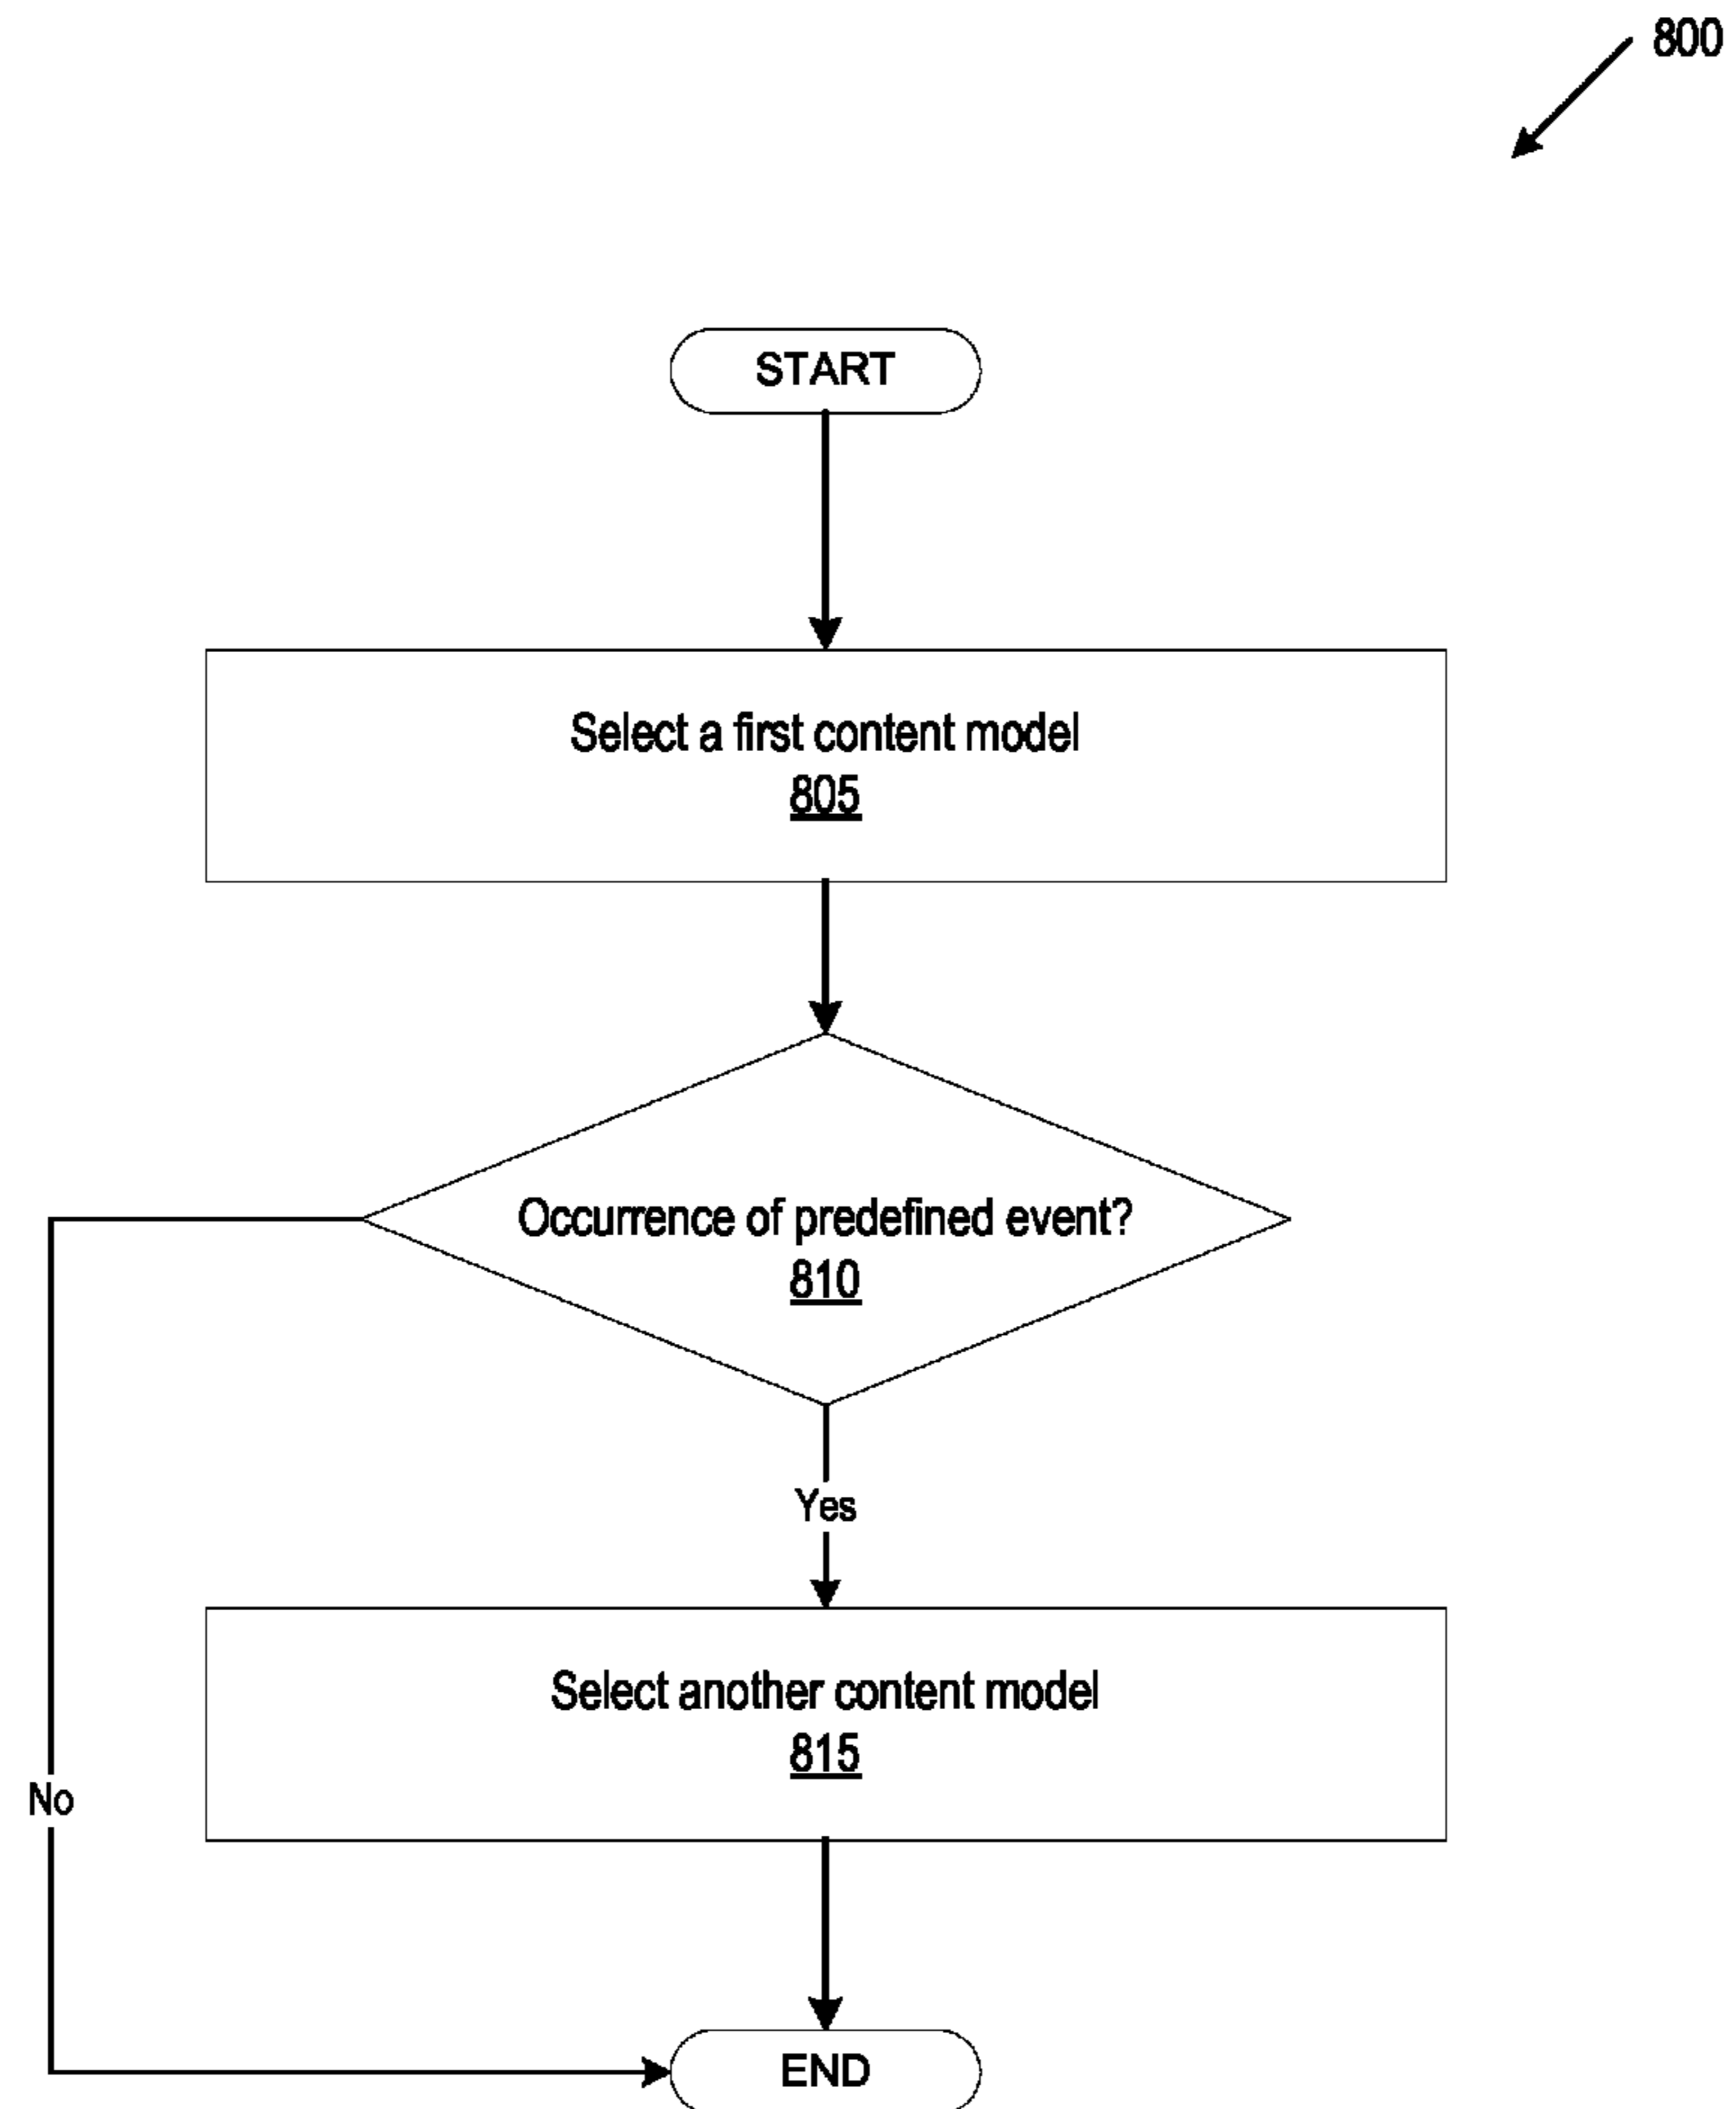 800
START
Select a first content model
805
Occurrence of predefined event?
810
Yes
Select another content model
815
No
END